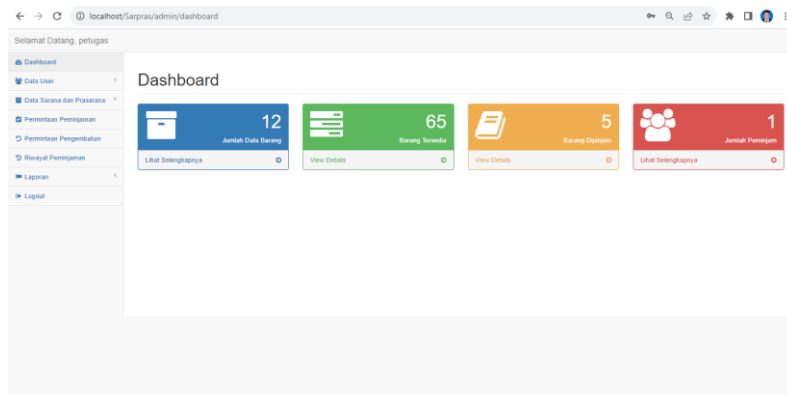 localhost/Sarpras/admin/dashboard
Selamat Datang, petugas
Dashboard
Data User
Data Sarana dan Prasarana
Permintaan Peminjaman
Permintaan Pengembalian
Riwayat Peminjaman
Laporan
Logout
Dashboard
12
Jumlah Data Barang
Lihat Selengkapnya
65
Barang Tersedia
View Details
5
Barang Dipinjam
View Details
1
Jumlah Peminjam
Lihat Selengkapnya